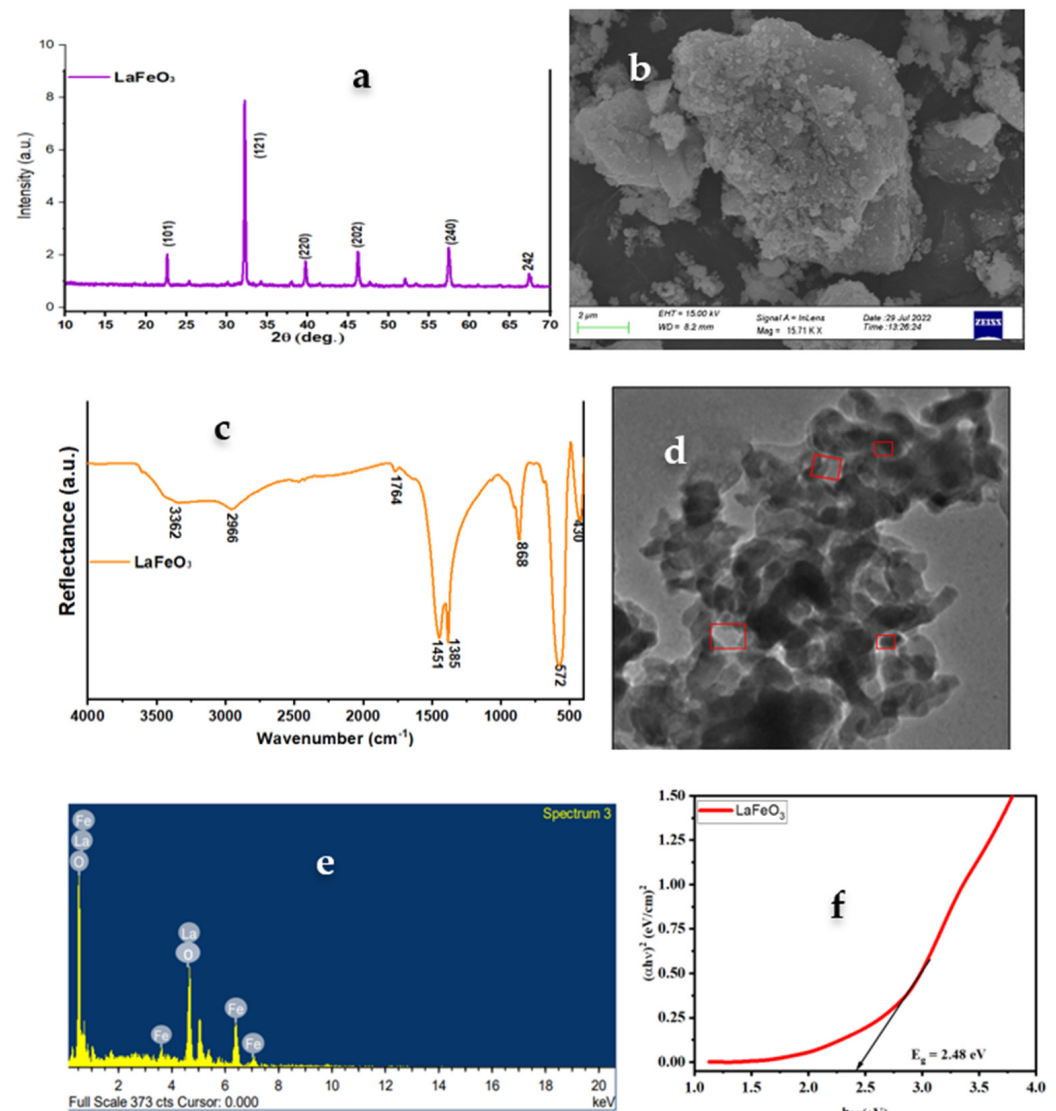 a
LaFeO₃
Intensity (a.u.)
10
8
6
4
2
0
(101)
(121)
(220)
(202)
(240)
242
10 15 20 25 30 35 40 45 50 55 60 65 70
2θ (deg.)
b
2 µm
EHT = 15.00 kV
WD = 8.2 mm
Signal A = InLens
Mag = 15.71 K X
Date :29 Jul 2022
Time :13:26:24
ZEISS
c
Reflectance (a.u.)
3362
2966
1764
1451
1385
868
572
430
LaFeO₃
4000 3500 3000 2500 2000 1500 1000 500
Wavenumber (cm⁻¹)
d
e
Spectrum 3
Fe
La
O
La
O
Fe
Fe
Fe
2 4 6 8 10 12 14 16 18 20
Full Scale 373 cts Cursor: 0.000
keV
f
LaFeO₃
(αhν)² (eV/cm)²
1.50
1.25
1.00
0.75
0.50
0.25
0.00
E_g = 2.48 eV
1.0 1.5 2.0 2.5 3.0 3.5 4.0